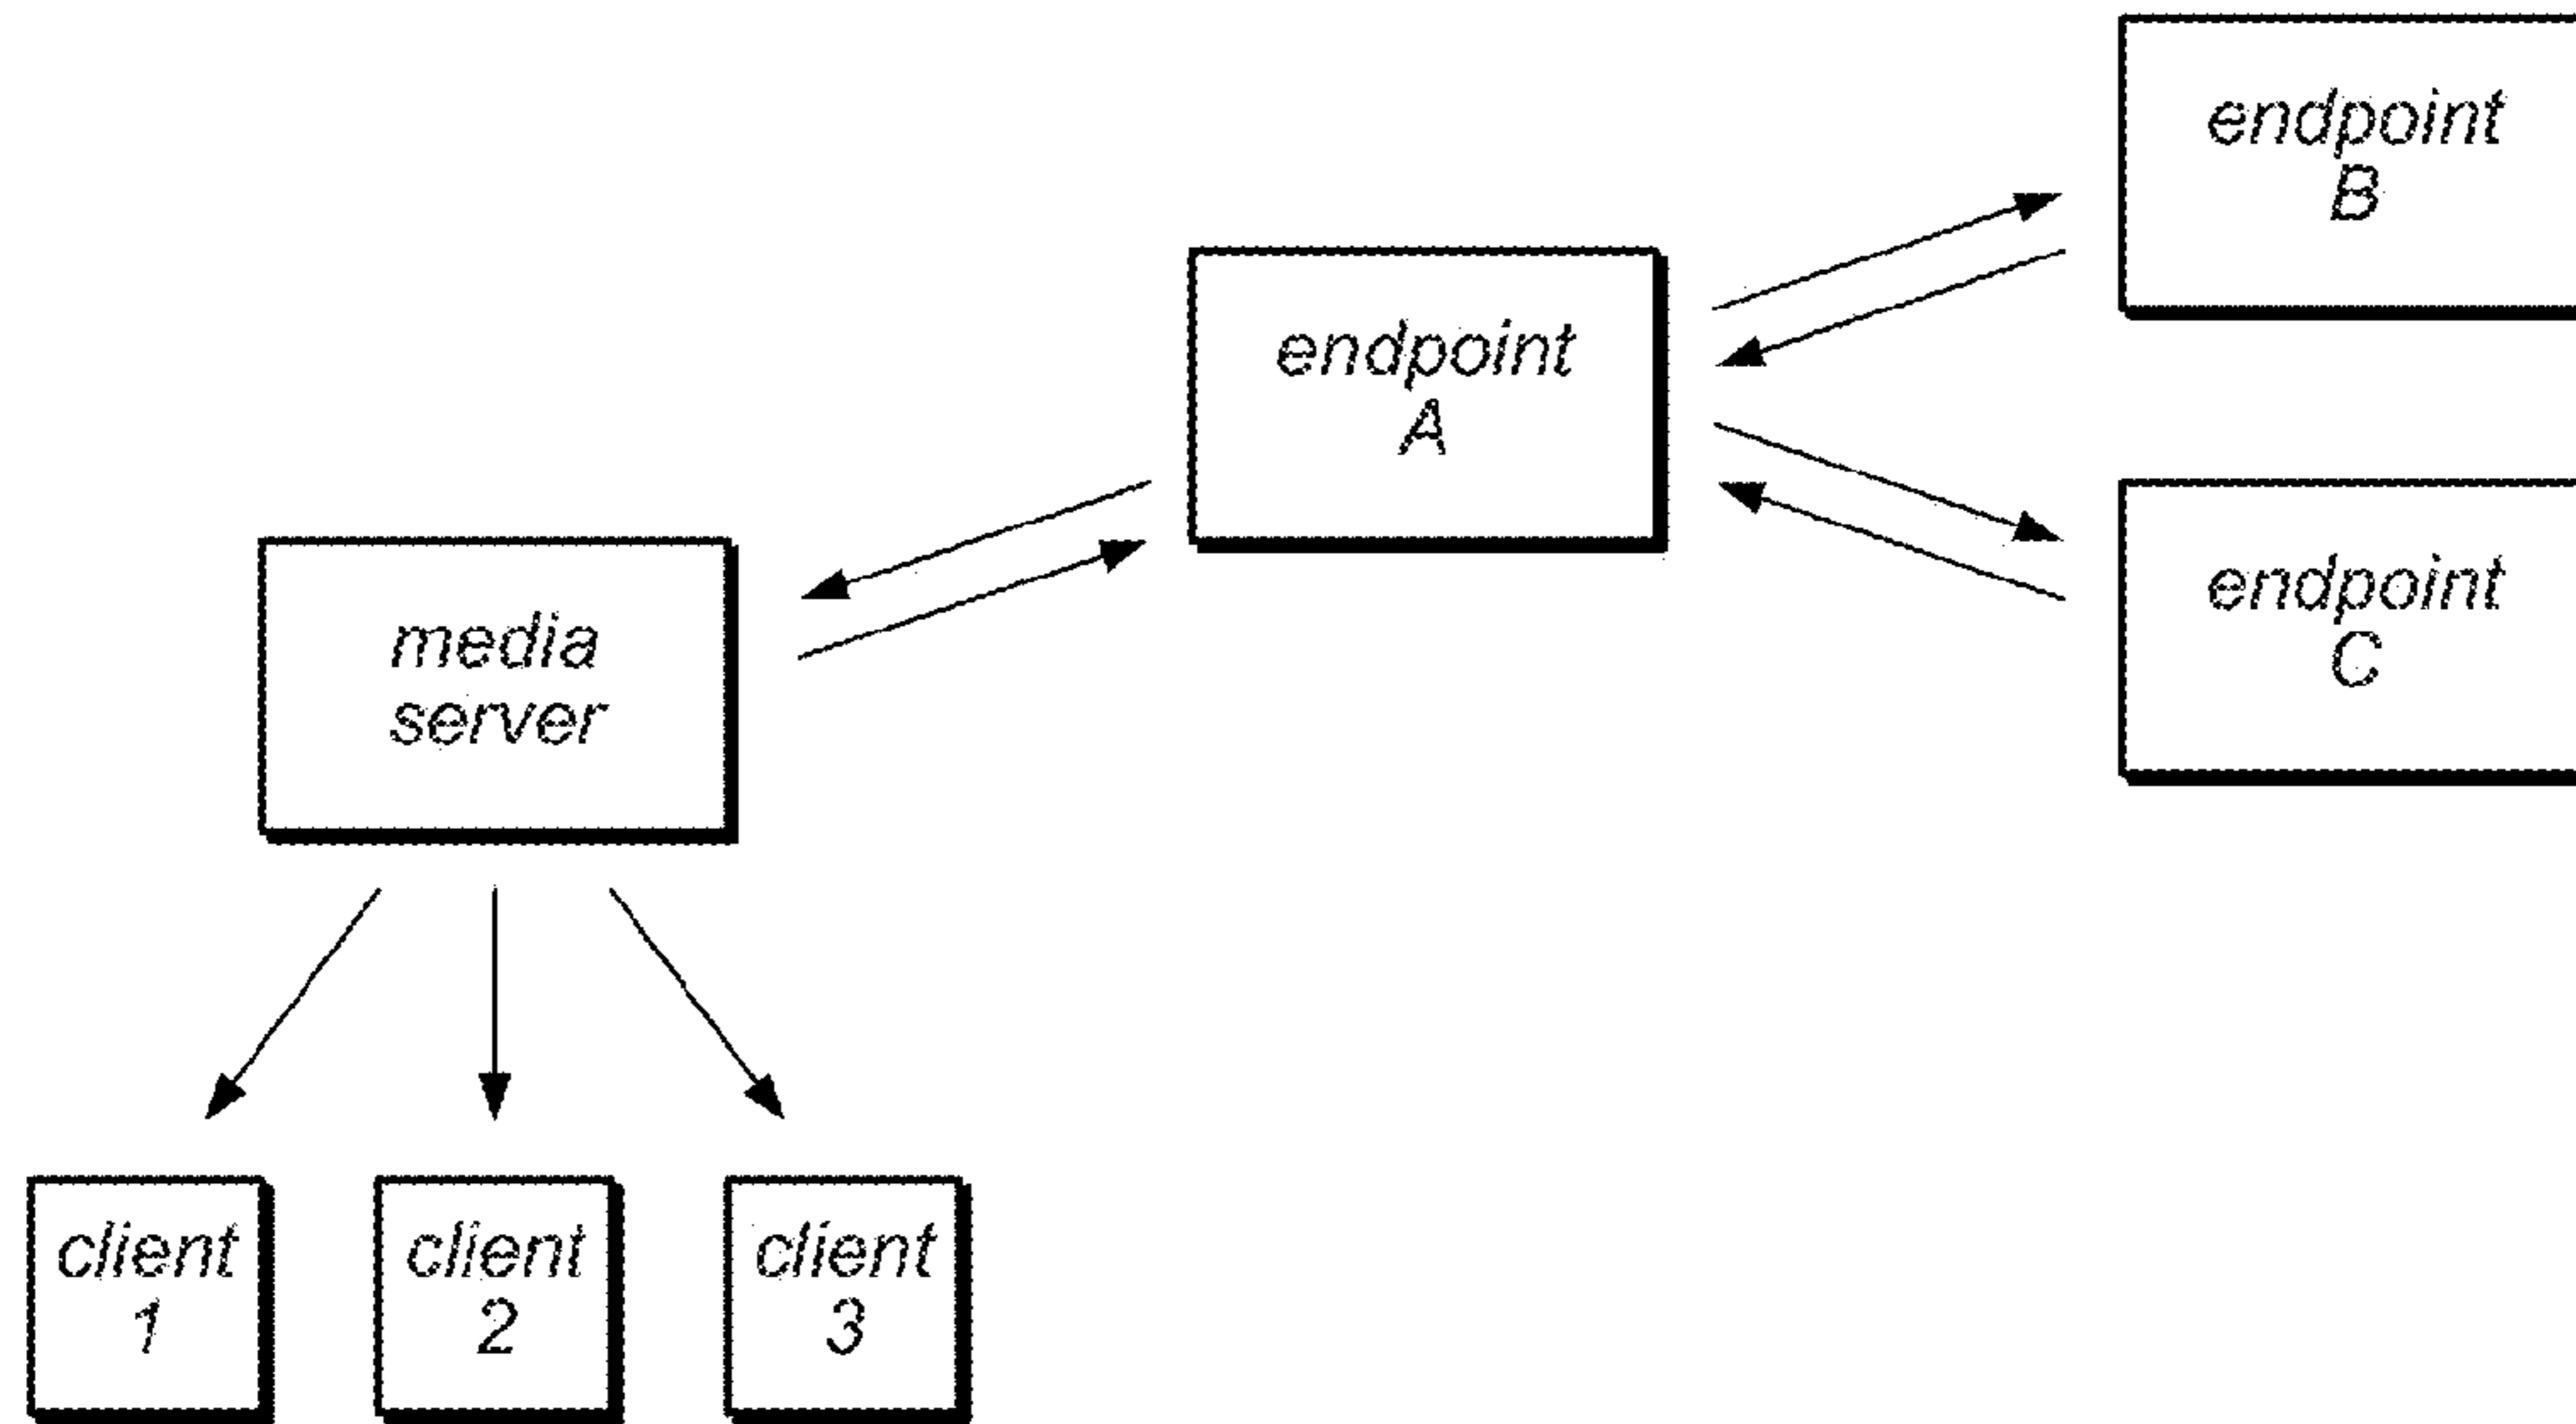 endpoint
B
endpoint
A
endpoint
C
media
server
client
1
client
2
client
3